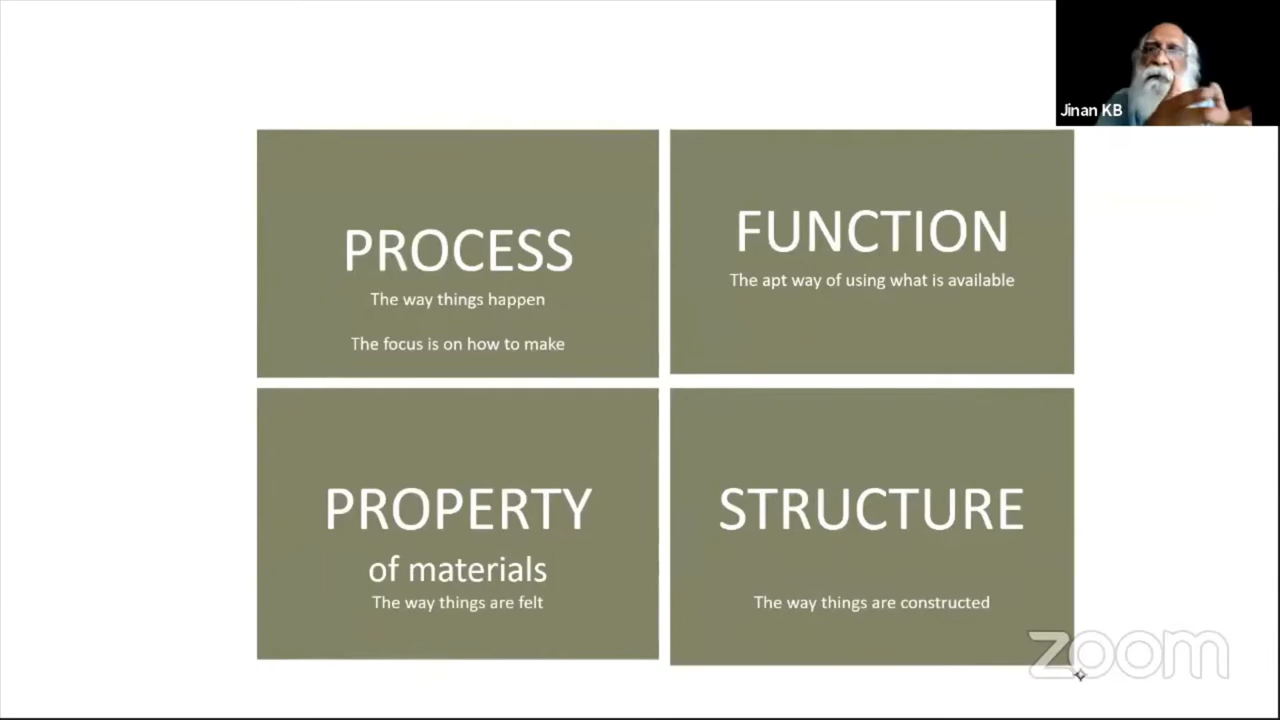 Jinan KB
PROCESS
The way things happen
The focus is on how to make
FUNCTION
The apt way of using what is available
PROPERTY
of materials
The way things are felt
STRUCTURE
The way things are constructed
zoom